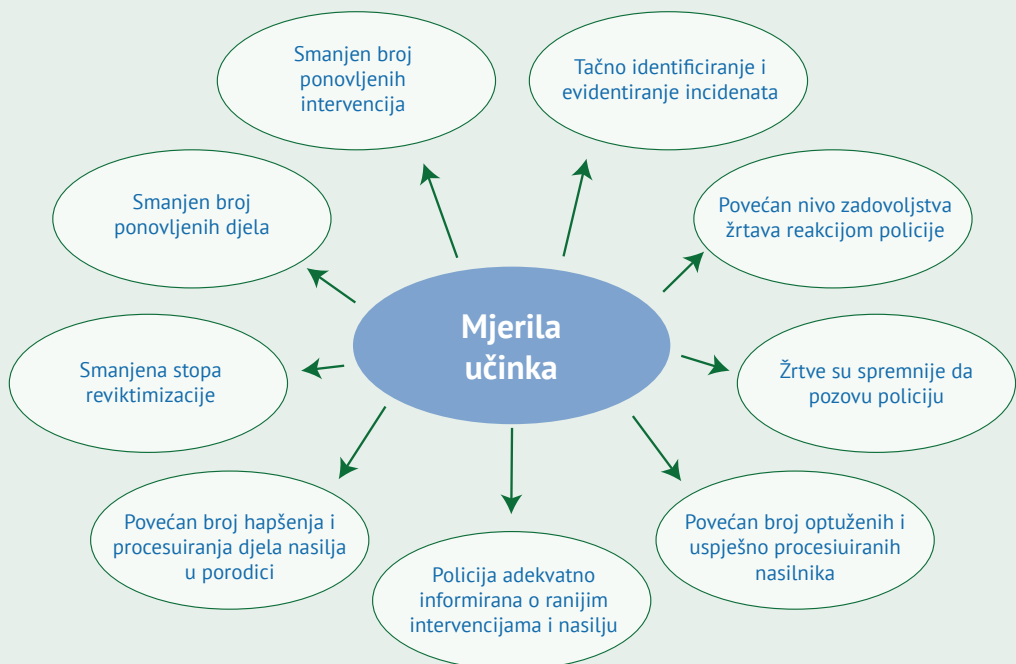 Smanjen broj
ponovljenih
intervencija
Tačno identificiranje i
evidentiranje incidenata
Smanjen broj
ponovljenih djela
Povećan nivo zadovoljstva
žrtava reakcijom policije
Mjerila
učinka
Smanjena stopa
reviktimizacije
Žrtve su spremnije da
pozovu policiju
Povećan broj hapšenja i
procesuiranja djela nasilja
u porodici
Policija adekvatno
informirana o ranijim
intervencijama i nasilju
Povećan broj optuženih i
uspješno procesiuiranih
nasilnika